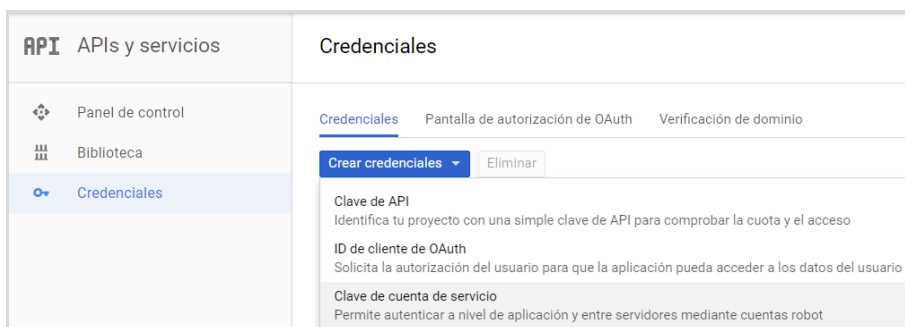 API APIs y servicios
Credenciales
Panel de control
Biblioteca
Credenciales
Credenciales Pantalla de autorización de OAuth Verificación de dominio
Crear credenciales Eliminar
Clave de API
Identifica tu proyecto con una simple clave de API para comprobar la cuota y el acceso
ID de cliente de OAuth
Solicita la autorización del usuario para que la aplicación pueda acceder a los datos del usuario
Clave de cuenta de servicio
Permite autenticar a nivel de aplicación y entre servidores mediante cuentas robot